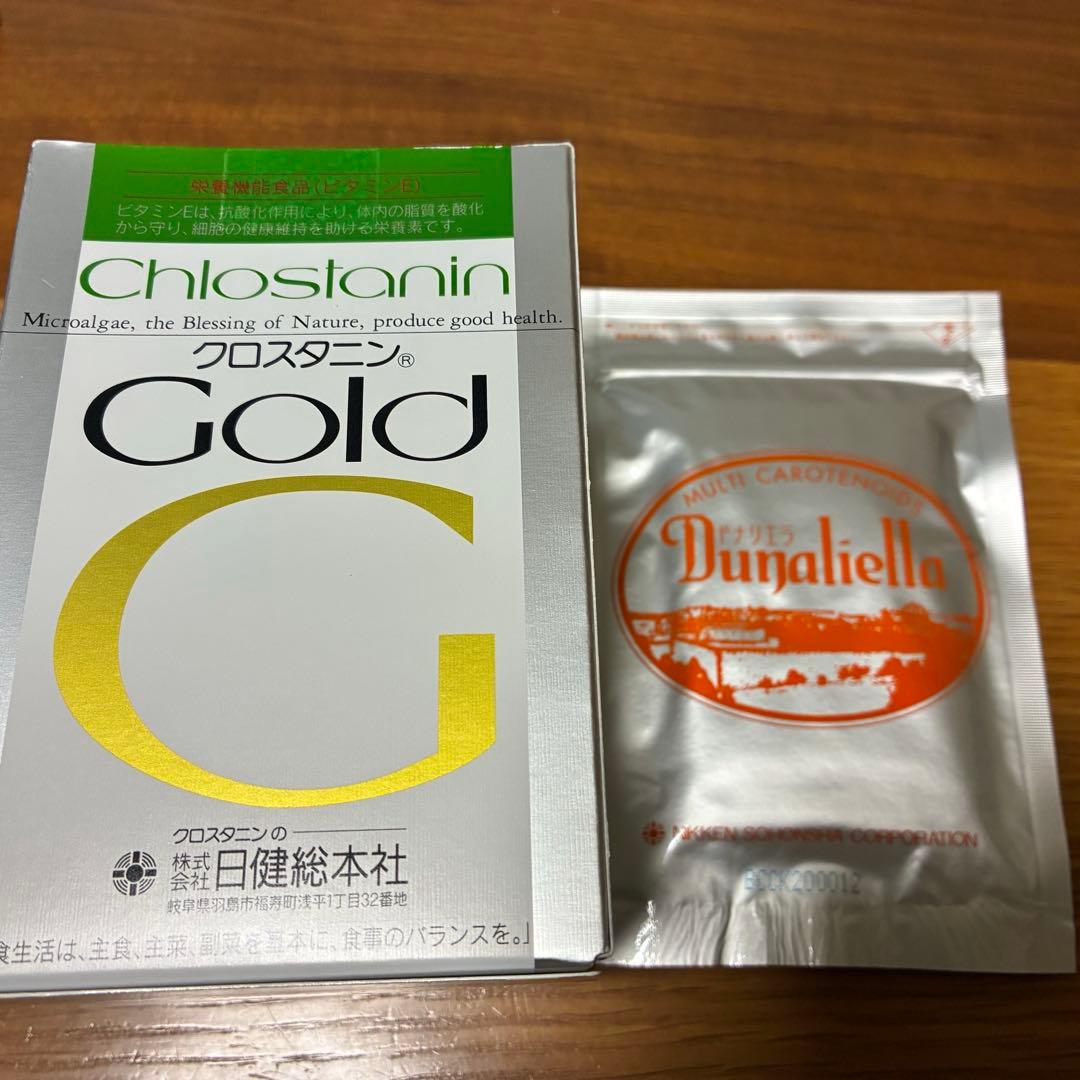 栄養機能食品(ビタミンE)
ビタミンEは、抗酸化作用により、体内の脂質を酸化
から守り、細胞の健康維持を助ける栄養素です。
Chlostanin
Microalgae, the Blessing of Nature, produce good health.
クロスタニン®
Gold
G
クロスタニンの
株式会社 日健総本社
岐阜県羽島市福寿町浅平1丁目32番地
食生活は、主食、主菜、副菜を基本に、食事のバランスを。」
MULTI CAROTENOIDS
ドナリエラ
Dunaliella
NIKKEN SOHONSHA CORPORATION